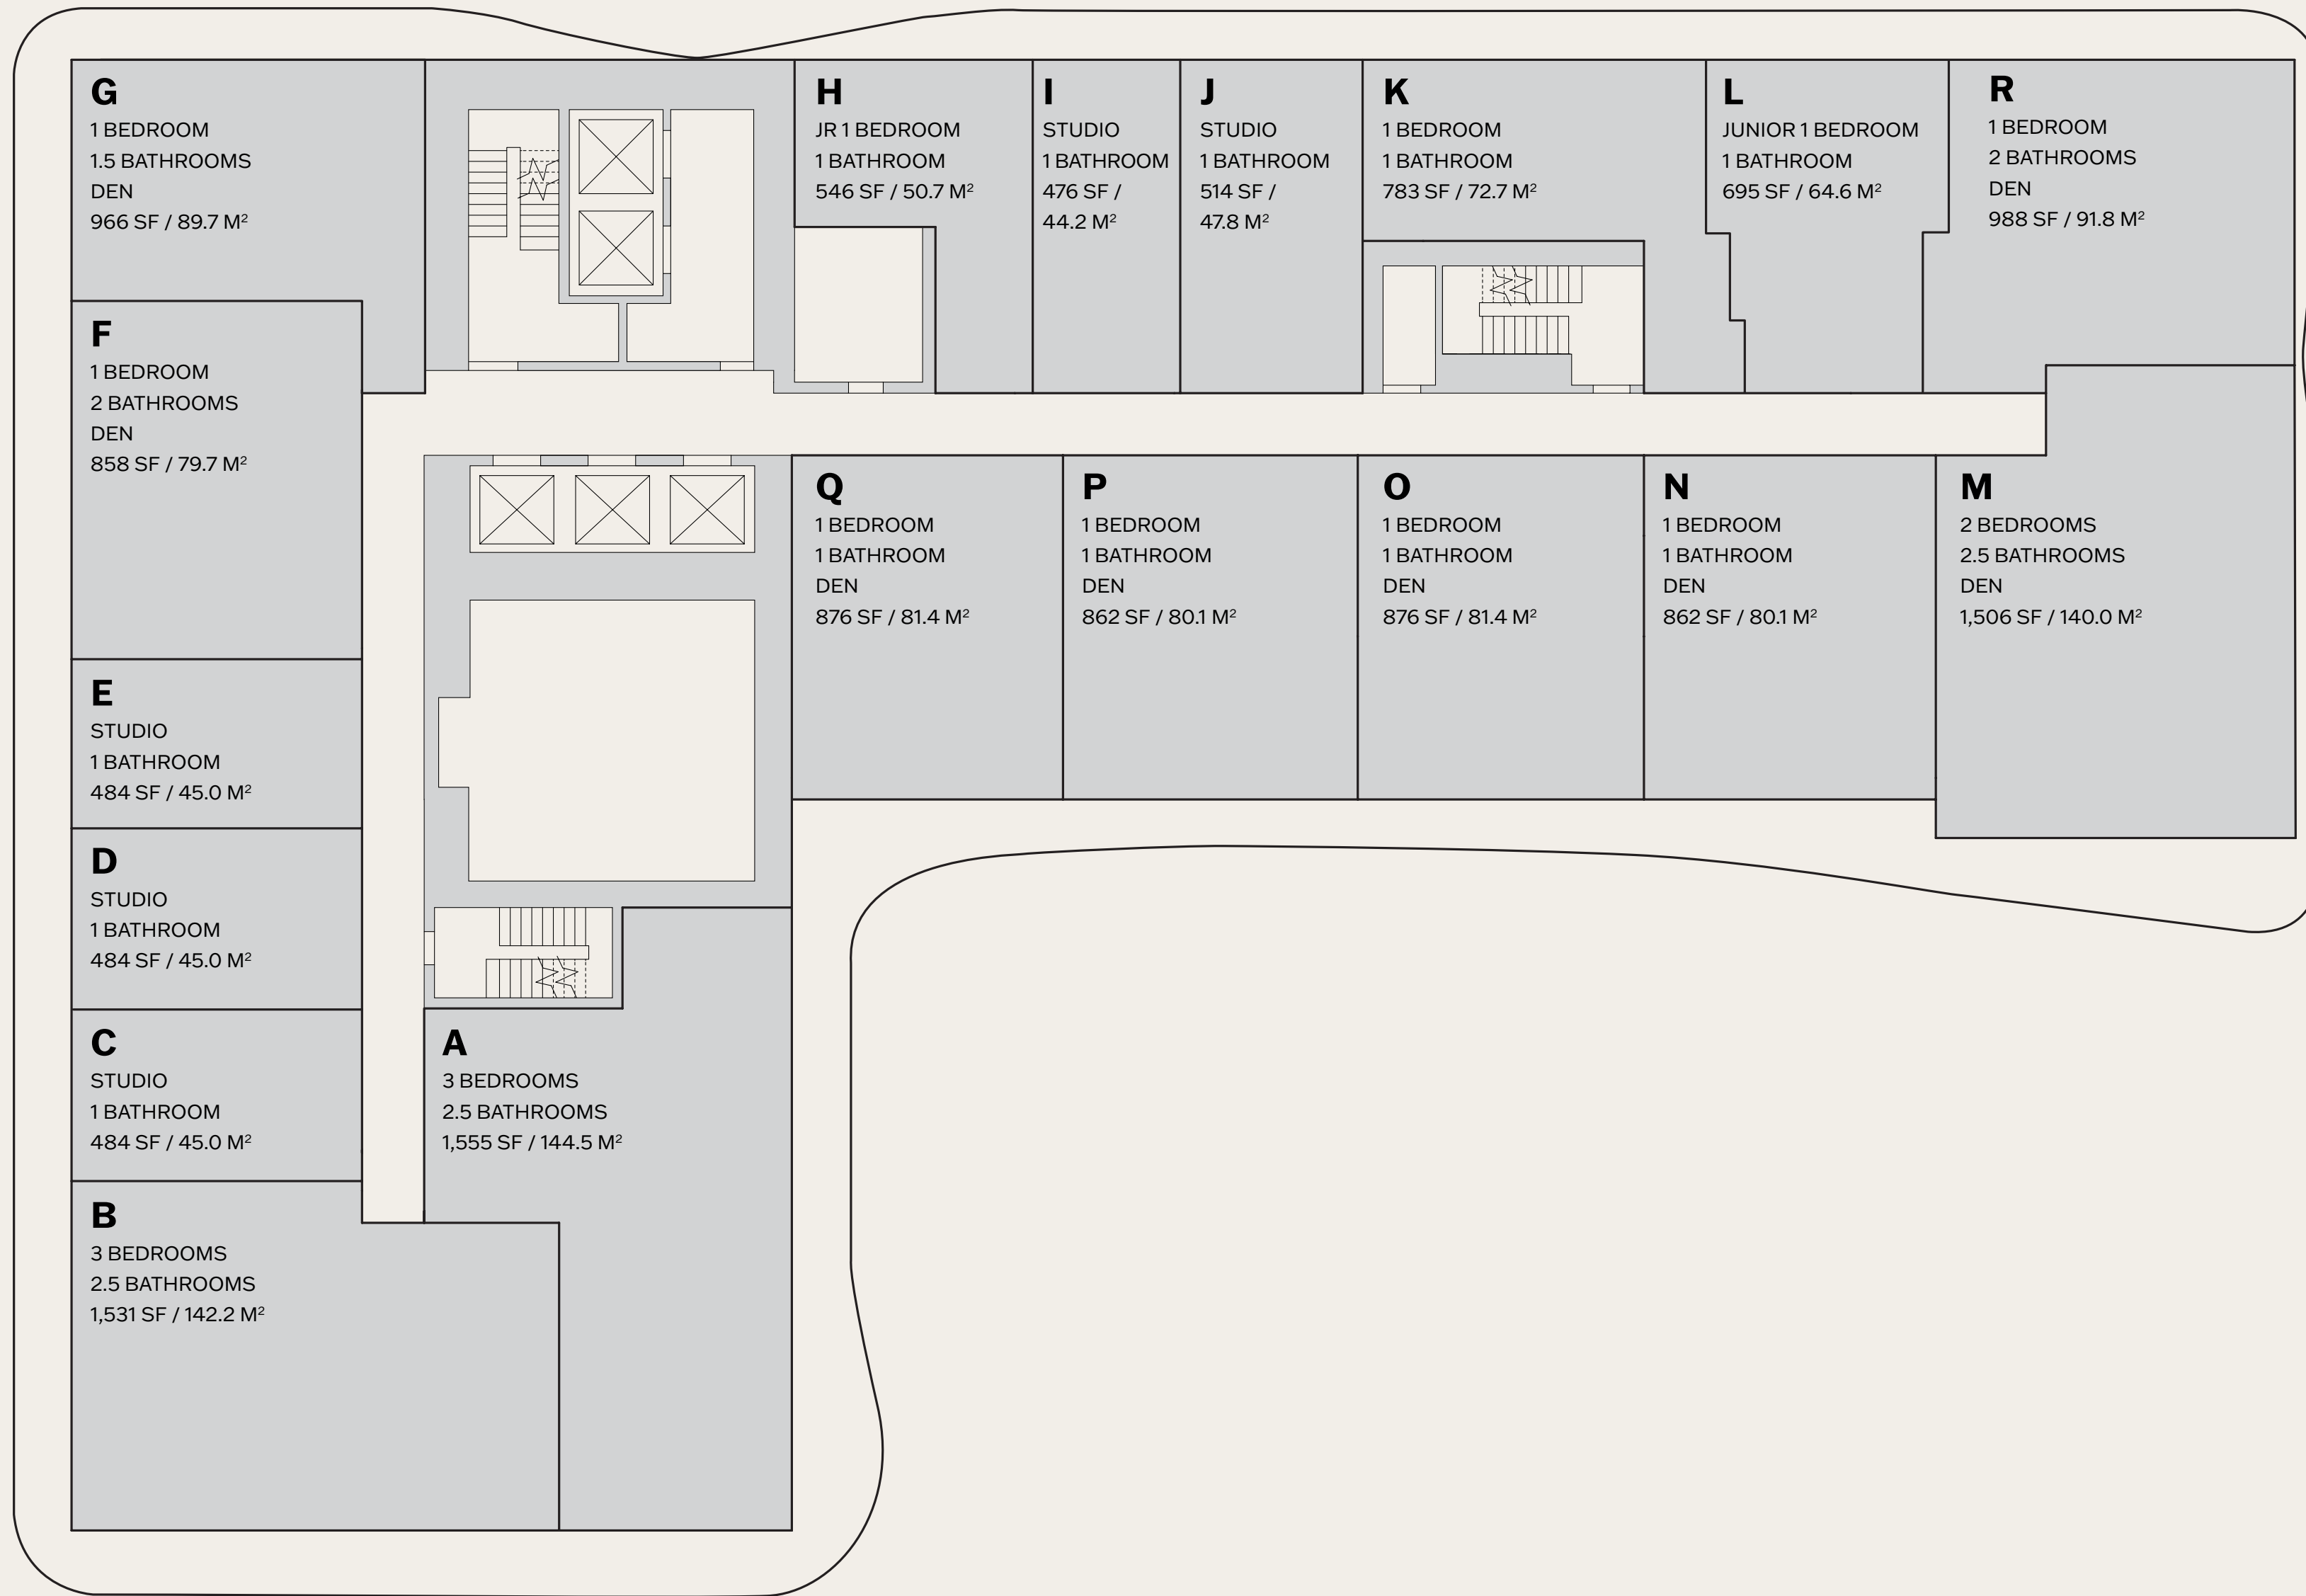 G
1 BEDROOM
1.5 BATHROOMS
DEN
966 SF / 89.7 M²
H
JR 1 BEDROOM
1 BATHROOM
546 SF / 50.7 M²
I
STUDIO
1 BATHROOM
476 SF /
44.2 M²
J
STUDIO
1 BATHROOM
514 SF /
47.8 M²
K
1 BEDROOM
1 BATHROOM
783 SF / 72.7 M²
L
JUNIOR 1 BEDROOM
1 BATHROOM
695 SF / 64.6 M²
R
1 BEDROOM
2 BATHROOMS
DEN
988 SF / 91.8 M²
F
1 BEDROOM
2 BATHROOMS
DEN
858 SF / 79.7 M²
Q
1 BEDROOM
1 BATHROOM
DEN
876 SF / 81.4 M²
P
1 BEDROOM
1 BATHROOM
DEN
862 SF / 80.1 M²
O
1 BEDROOM
1 BATHROOM
DEN
876 SF / 81.4 M²
N
1 BEDROOM
1 BATHROOM
DEN
862 SF / 80.1 M²
M
2 BEDROOMS
2.5 BATHROOMS
DEN
1,506 SF / 140.0 M²
E
STUDIO
1 BATHROOM
484 SF / 45.0 M²
D
STUDIO
1 BATHROOM
484 SF / 45.0 M²
C
STUDIO
1 BATHROOM
484 SF / 45.0 M²
A
3 BEDROOMS
2.5 BATHROOMS
1,555 SF / 144.5 M²
B
3 BEDROOMS
2.5 BATHROOMS
1,531 SF / 142.2 M²